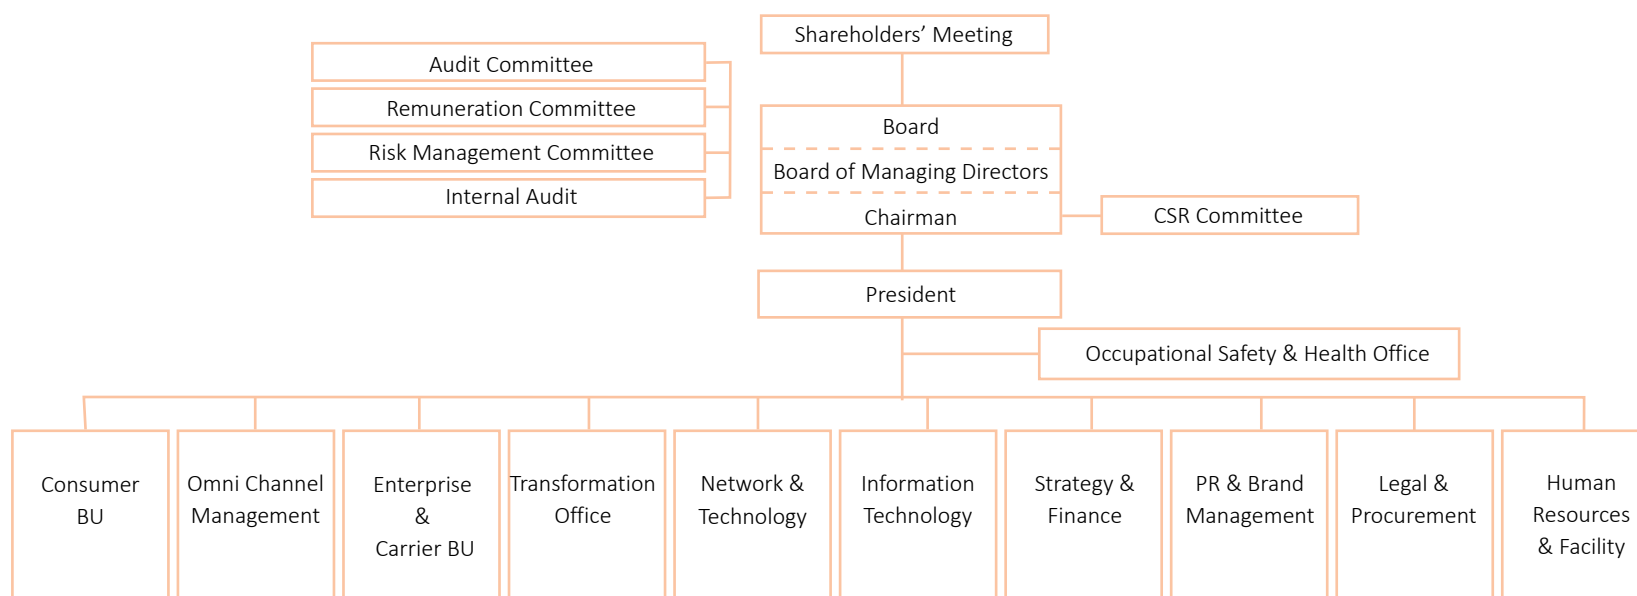 Shareholders’ Meeting
Audit Committee
Remuneration Committee
Risk Management Committee
Internal Audit
Board
Board of Managing Directors
Chairman
CSR Committee
President
Occupational Safety & Health Office
Consumer
BU
Omni Channel
Management
Enterprise
&
Carrier BU
Transformation
Office
Network &
Technology
Information
Technology
Strategy &
Finance
PR & Brand
Management
Legal &
Procurement
Human
Resources
& Facility